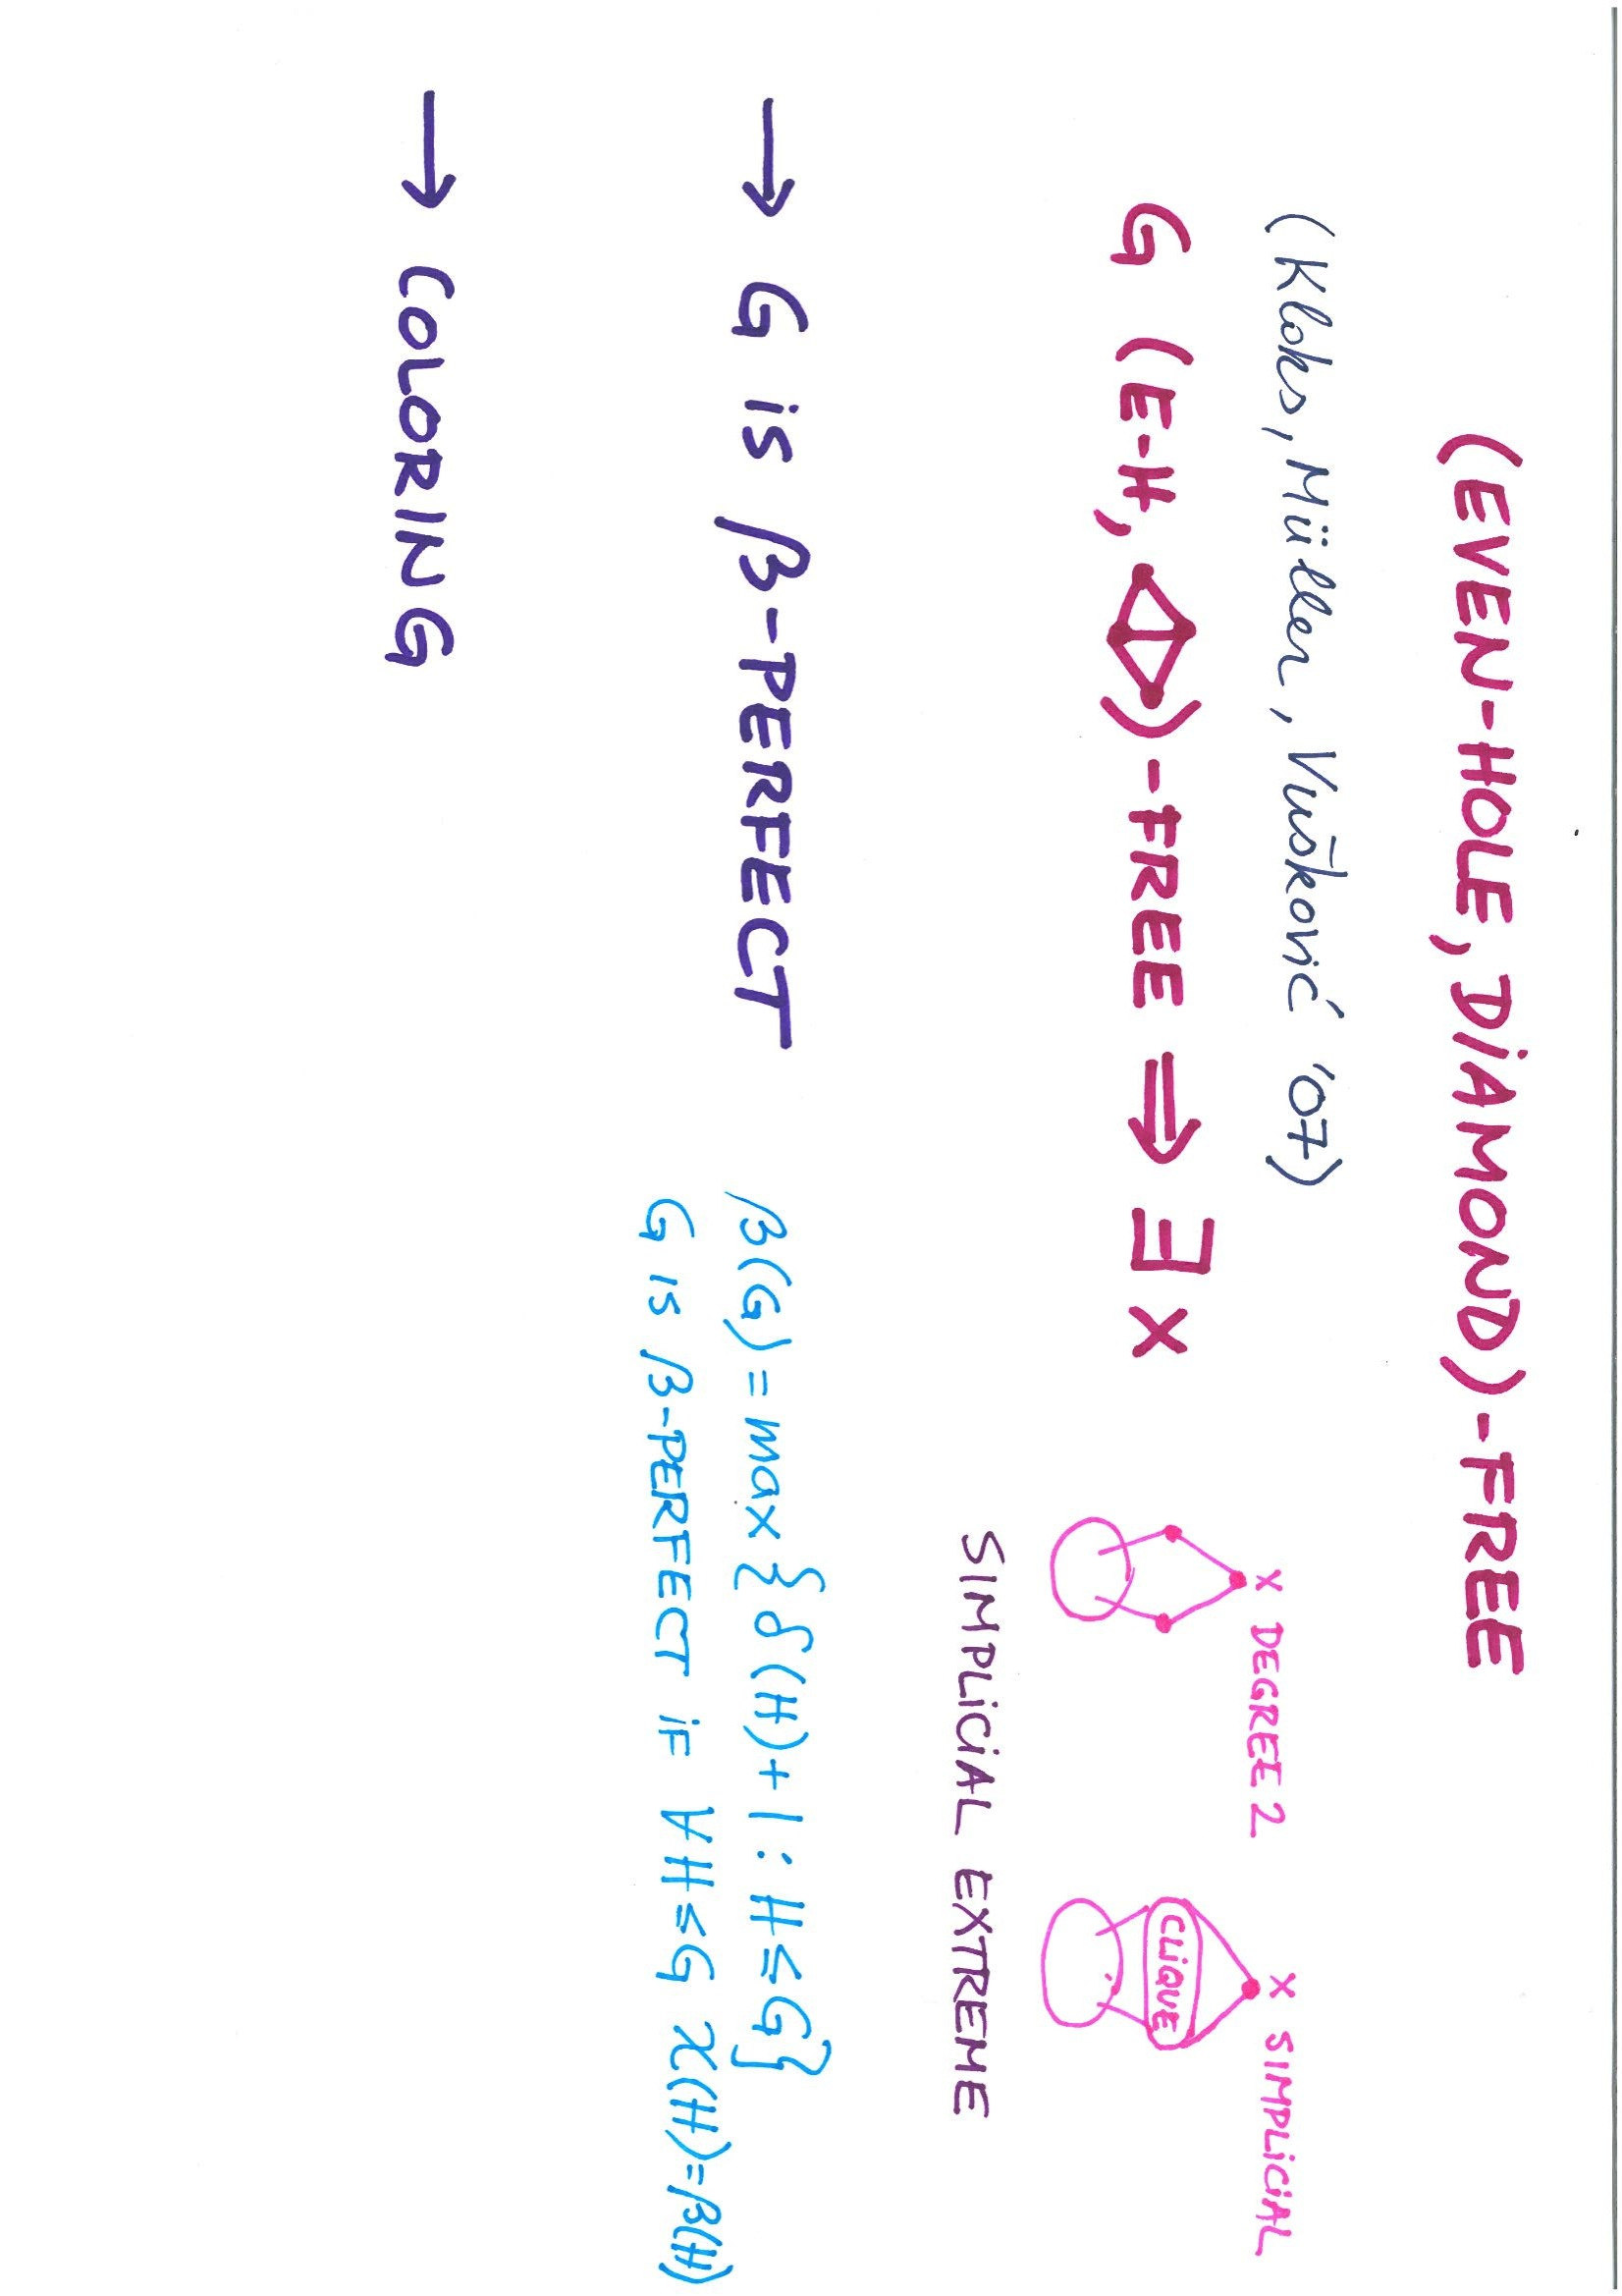 (EVEN-HOLE, DIAMOND)-FREE
(Kloks, Müller, Vušković '07)
G (E-H, )-FREE ⇒ ∃ x
x DEGREE 2
x SIMPLICIAL
CLIQUE
SIMPLICIAL EXTREME
→ G is β-PERFECT
β(G) = max {δ(H)+1 : H ≤ G}
G IS β-PERFECT IF ∀H≤G χ(H)=β(H)
→ COLORING